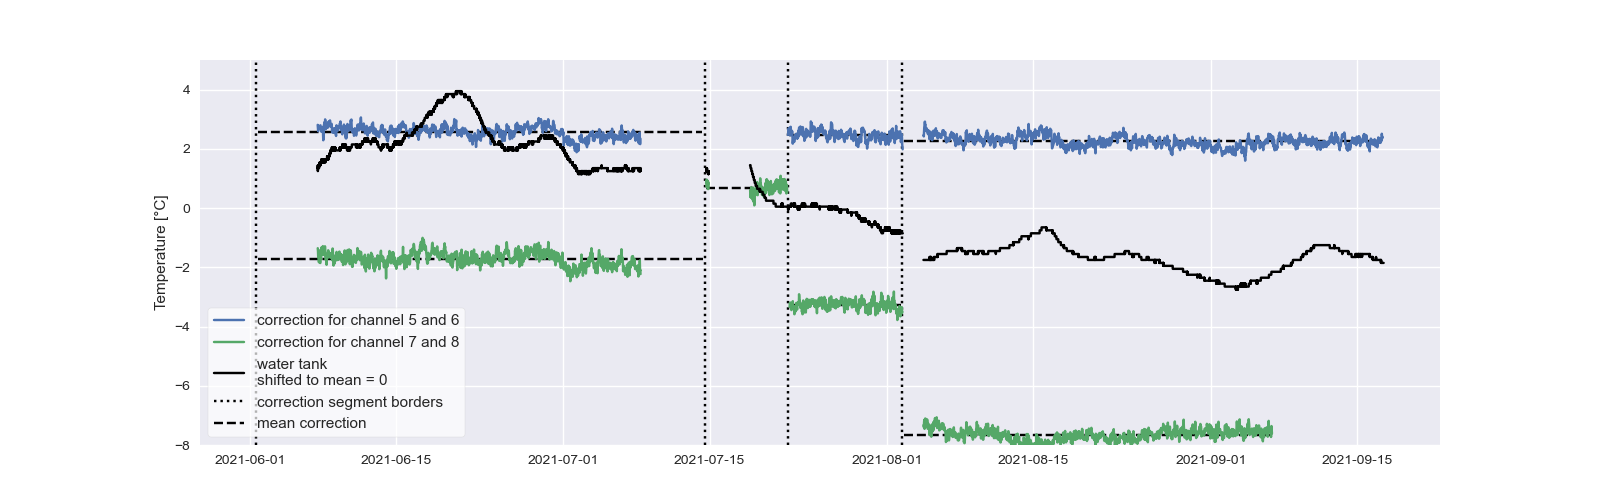 4
2
0
−2
−4
−6
−8
Temperature [°C]
correction for channel 5 and 6
correction for channel 7 and 8
water tank
shifted to mean = 0
correction segment borders
mean correction
2021-06-01
2021-06-15
2021-07-01
2021-07-15
2021-08-01
2021-08-15
2021-09-01
2021-09-15